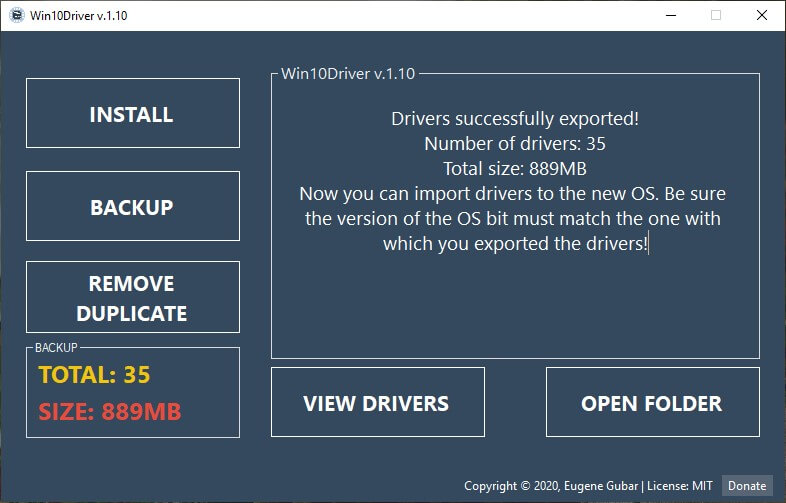 Win10Driver v.1.10
INSTALL
BACKUP
REMOVE
DUPLICATE
BACKUP
TOTAL: 35
SIZE: 889MB
Win10Driver v.1.10
Drivers successfully exported!
Number of drivers: 35
Total size: 889MB
Now you can import drivers to the new OS. Be sure
the version of the OS bit must match the one with
which you exported the drivers!
VIEW DRIVERS
OPEN FOLDER
Copyright © 2020, Eugene Gubar | License: MIT
Donate